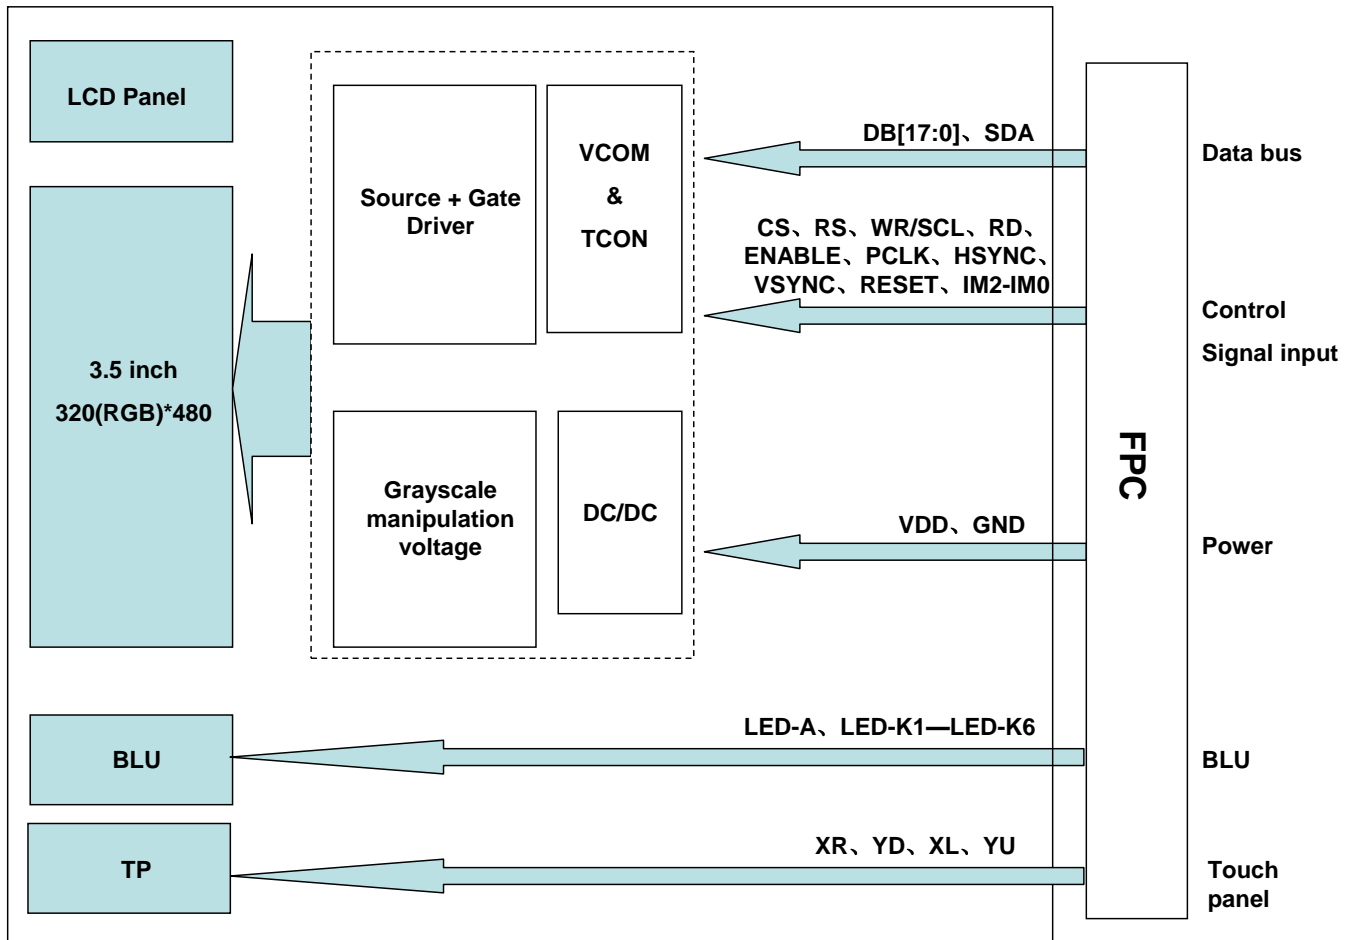 LCD Panel
3.5 inch
320(RGB)*480
BLU
TP
Source + Gate
Driver
VCOM
&
TCON
Grayscale
manipulation
voltage
DC/DC
DB[17:0]、SDA
CS、RS、WR/SCL、RD、
ENABLE、PCLK、HSYNC、
VSYNC、RESET、IM2-IM0
VDD、GND
LED-A、LED-K1—LED-K6
XR、YD、XL、YU
FPC
Data bus
Control
Signal input
Power
BLU
Touch
panel